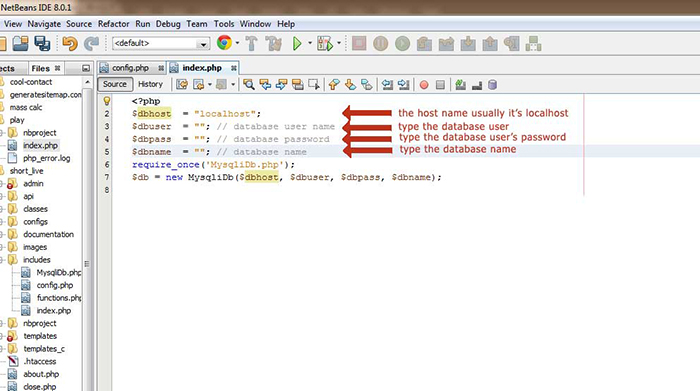 NetBeans IDE 8.0.1
View Navigate Source Refactor Run Debug Profile Team Tools Window Help
<default>
ects Files
config.php index.php
Source History
cool-contact
generatesitemap.com
mass calc
play
nbproject
index.php
php_error.log
short_live
admin
api
classes
configs
documentation
images
includes
MysqliDb.php
config.php
functions.php
index.php
nbproject
templates
templates_c
.htaccess
about.php
close.php
1 <?php
2 $dbhost = "localhost"; the host name usually it's localhost
3 $dbuser = ""; // database user name type the database user
4 $dbpass = ""; // database password type the database user's password
5 $dbname = ""; // database name type the database name
6 require_once('MysqliDb.php');
7 $db = new MysqliDb($dbhost, $dbuser, $dbpass, $dbname);
8